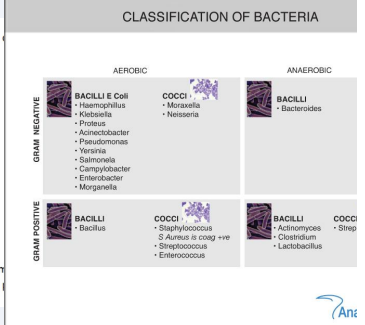 CLASSIFICATION OF BACTERIA
AEROBIC
ANAEROBIC
GRAM NEGATIVE
BACILLI E Coli
• Haemophillus
• Klebsiella
• Proteus
• Acinectobacter
• Pseudomonas
• Yersinia
• Salmonela
• Campylobacter
• Enterobacter
• Morganella
COCCI
• Moraxella
• Neisseria
BACILLI
• Bacteroides
GRAM POSITIVE
BACILLI
• Bacillus
COCCI
• Staphylococcus
S Aureus is coag +ve
• Streptococcus
• Enterococcus
BACILLI
• Actinomyces
• Clostridium
• Lactobacillus
COCCI
• Strep
Ana